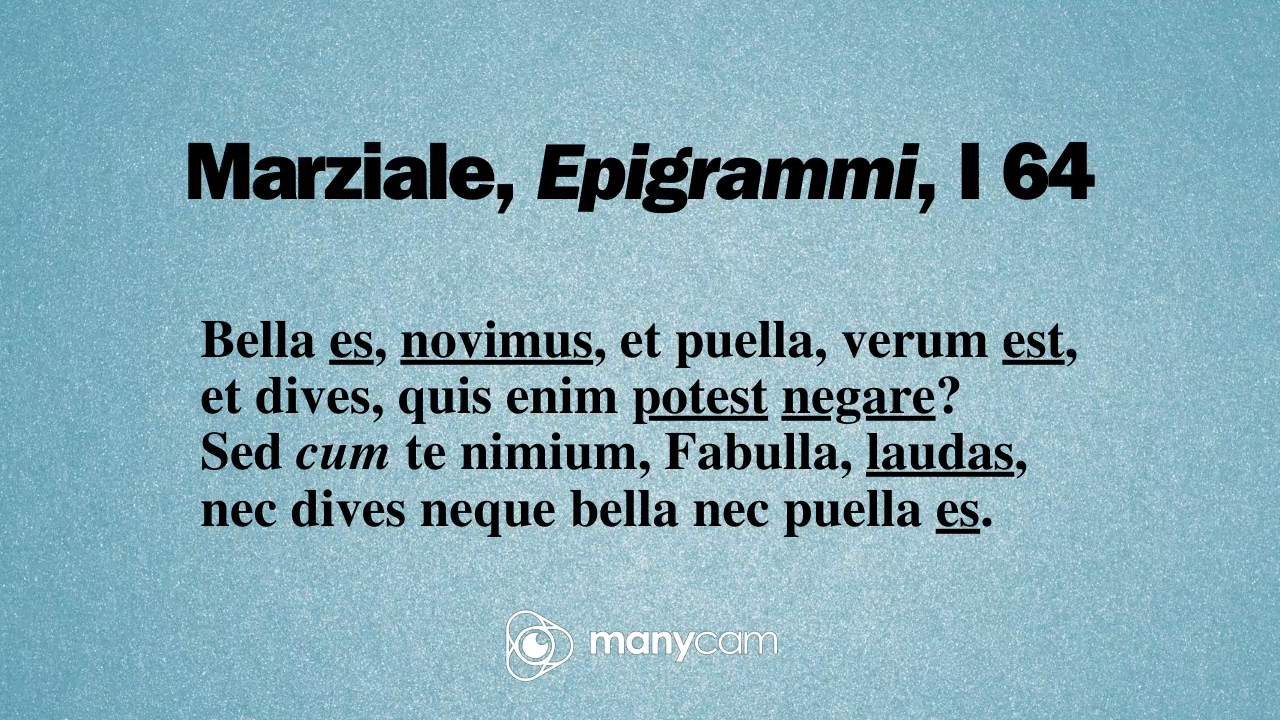 Marziale, Epigrammi, I 64
Bella es, novimus, et puella, verum est,
et dives, quis enim potest negare?
Sed cum te nimium, Fabulla, laudas,
nec dives neque bella nec puella es.
manycam